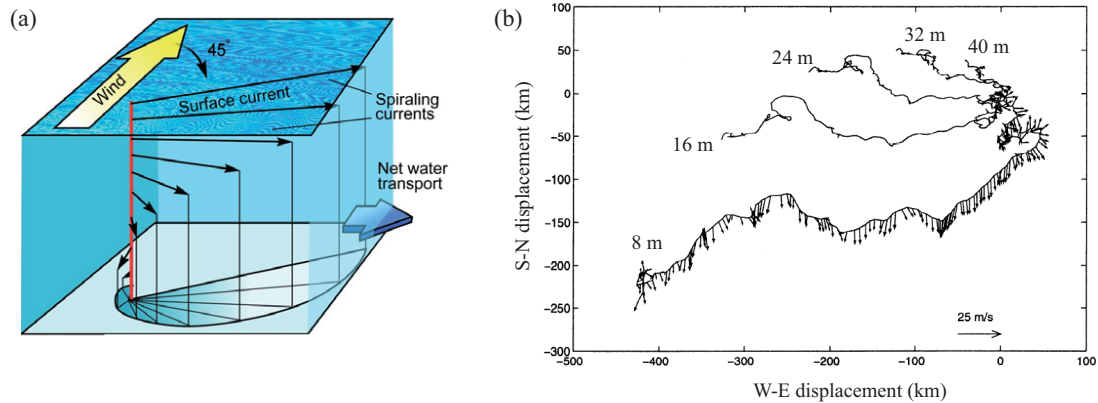 (a)
45°
Wind
Surface current
Spiraling
currents
Net water
transport
(b)
100
50
0
−50
−100
−150
−200
−250
−300
S-N displacement (km)
32 m
40 m
24 m
16 m
8 m
25 m/s
−500 −400 −300 −200 −100 0 100
W-E displacement (km)